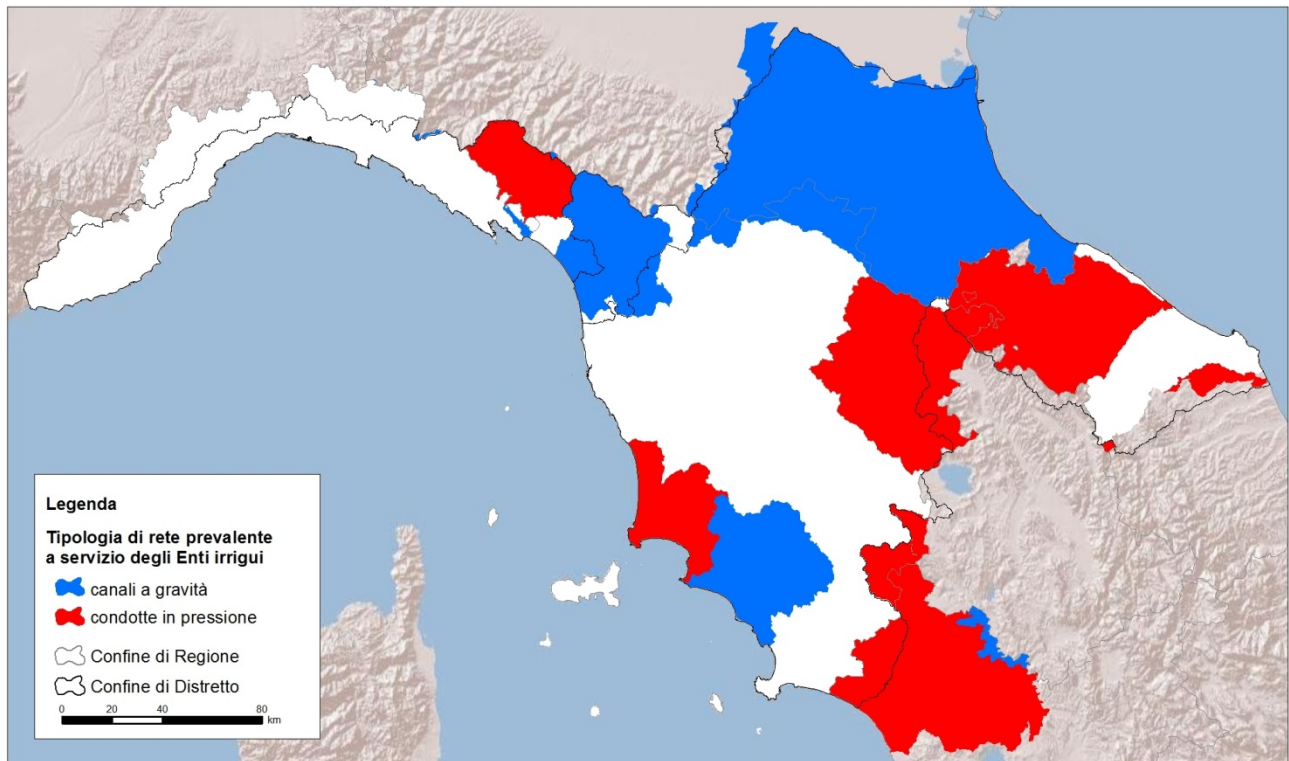 Legenda
Tipologia di rete prevalente
a servizio degli Enti irrigui
canali a gravità
condotte in pressione
Confine di Regione
Confine di Distretto
0 20 40 80
km